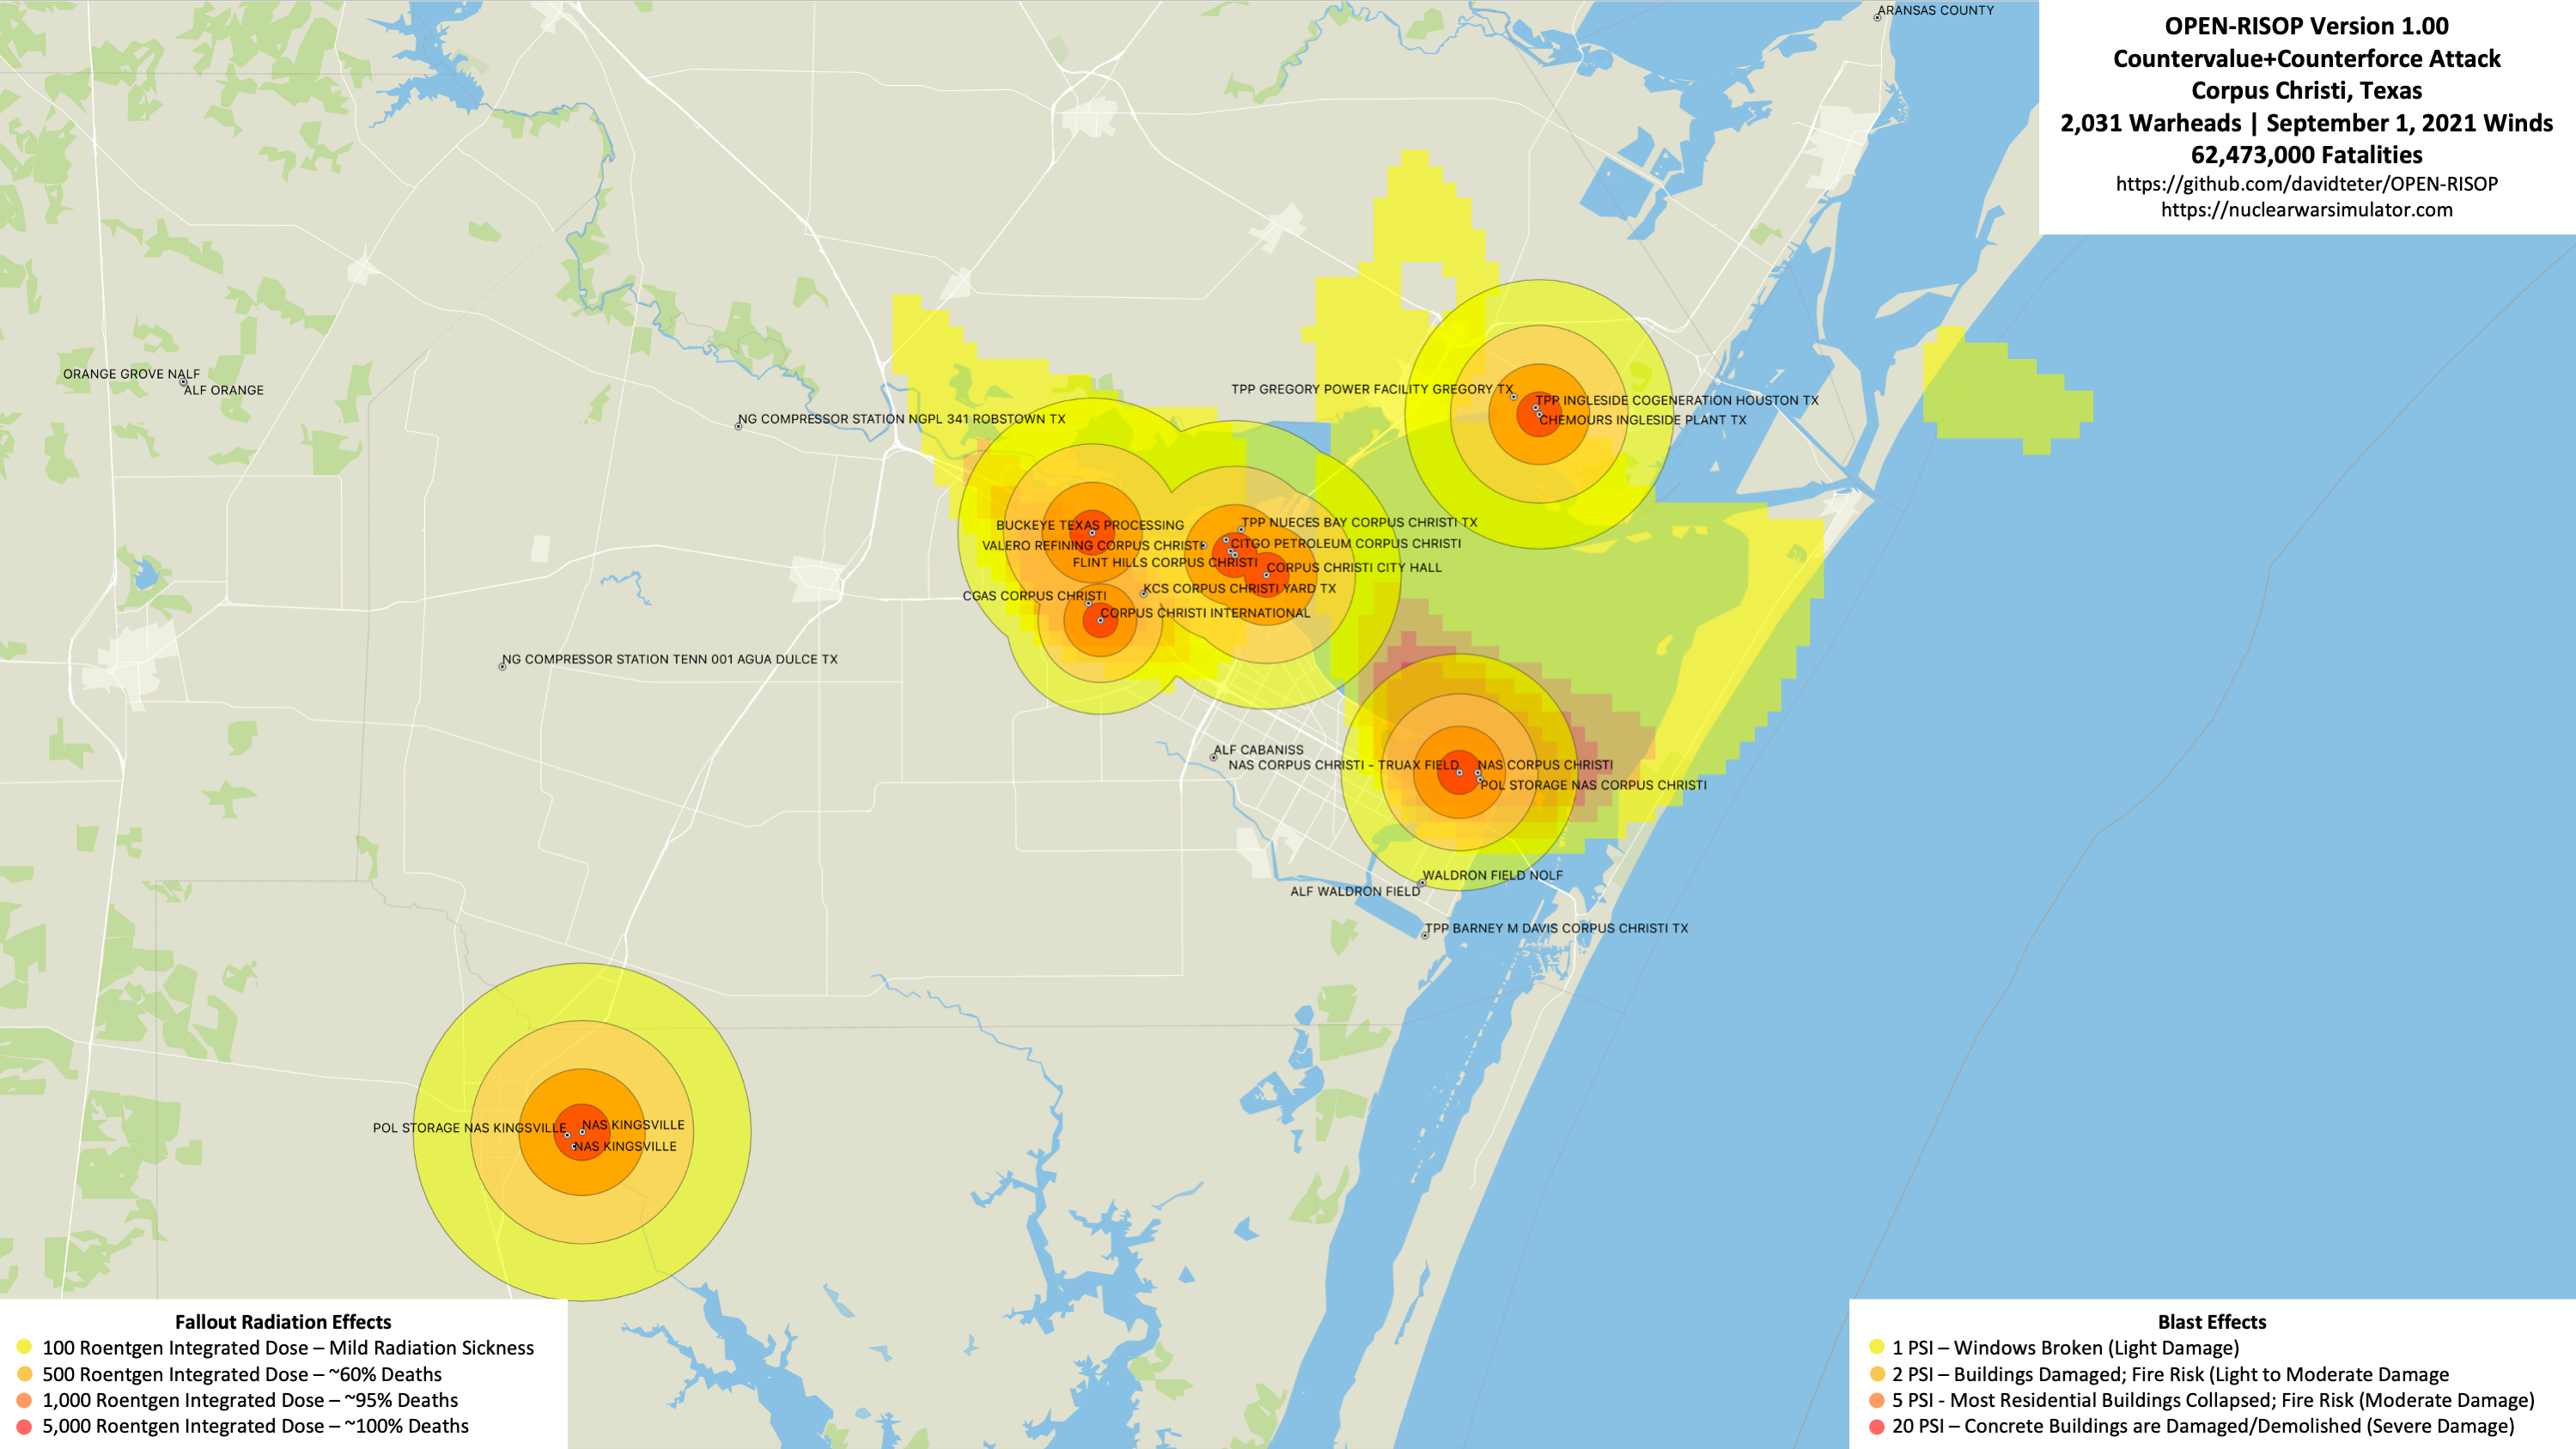 ARANSAS COUNTY
OPEN-RISOP Version 1.00
Countervalue+Counterforce Attack
Corpus Christi, Texas
2,031 Warheads | September 1, 2021 Winds
62,473,000 Fatalities
https://github.com/davidteter/OPEN-RISOP
https://nuclearwarsimulator.com
ORANGE GROVE NALF
ALF ORANGE
NG COMPRESSOR STATION NGPL 341 ROBSTOWN TX
TPP GREGORY POWER FACILITY GREGORY TX
TPP INGLESIDE COGENERATION HOUSTON TX
CHEMOURS INGLESIDE PLANT TX
BUCKEYE TEXAS PROCESSING
TPP NUECES BAY CORPUS CHRISTI TX
VALERO REFINING CORPUS CHRISTI
CITGO PETROLEUM CORPUS CHRISTI
FLINT HILLS CORPUS CHRISTI
CORPUS CHRISTI CITY HALL
CGAS CORPUS CHRISTI
KCS CORPUS CHRISTI YARD TX
CORPUS CHRISTI INTERNATIONAL
NG COMPRESSOR STATION TENN 001 AGUA DULCE TX
ALF CABANISS
NAS CORPUS CHRISTI - TRUAX FIELD
NAS CORPUS CHRISTI
POL STORAGE NAS CORPUS CHRISTI
WALDRON FIELD NOLF
ALF WALDRON FIELD
TPP BARNEY M DAVIS CORPUS CHRISTI TX
POL STORAGE NAS KINGSVILLE
NAS KINGSVILLE
NAS KINGSVILLE
Fallout Radiation Effects
100 Roentgen Integrated Dose – Mild Radiation Sickness
500 Roentgen Integrated Dose – ~60% Deaths
1,000 Roentgen Integrated Dose – ~95% Deaths
5,000 Roentgen Integrated Dose – ~100% Deaths
Blast Effects
1 PSI – Windows Broken (Light Damage)
2 PSI – Buildings Damaged; Fire Risk (Light to Moderate Damage
5 PSI - Most Residential Buildings Collapsed; Fire Risk (Moderate Damage)
20 PSI – Concrete Buildings are Damaged/Demolished (Severe Damage)